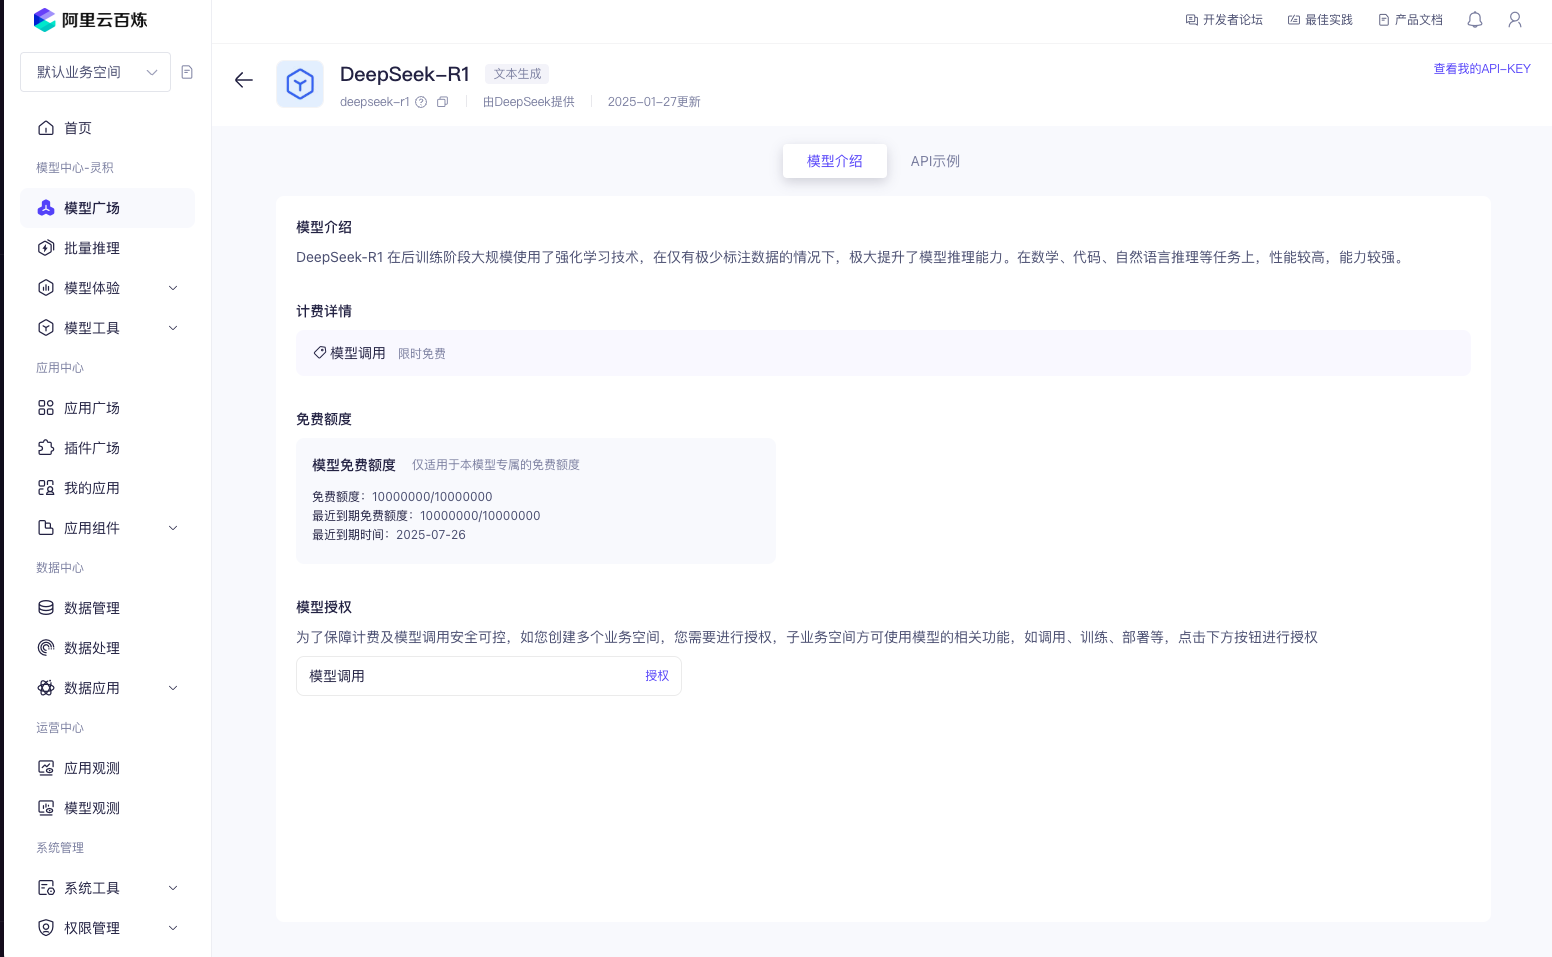 阿里云百炼
开发者论坛
最佳实践
产品文档
默认业务空间
首页
模型中心-灵积
模型广场
批量推理
模型体验
模型工具
应用中心
应用广场
插件广场
我的应用
应用组件
数据中心
数据管理
数据处理
数据应用
运营中心
应用观测
模型观测
系统管理
系统工具
权限管理
DeepSeek-R1 文本生成
deepseek-r1 由DeepSeek提供 2025-01-27更新
查看我的API-KEY
模型介绍 API示例
模型介绍
DeepSeek-R1 在后训练阶段大规模使用了强化学习技术，在仅有极少标注数据的情况下，极大提升了模型推理能力。在数学、代码、自然语言推理等任务上，性能较高，能力较强。
计费详情
模型调用 限时免费
免费额度
模型免费额度 仅适用于本模型专属的免费额度
免费额度：10000000/10000000
最近到期免费额度：10000000/10000000
最近到期时间：2025-07-26
模型授权
为了保障计费及模型调用安全可控，如您创建多个业务空间，您需要进行授权，子业务空间方可使用模型的相关功能，如调用、训练、部署等，点击下方按钮进行授权
模型调用 授权